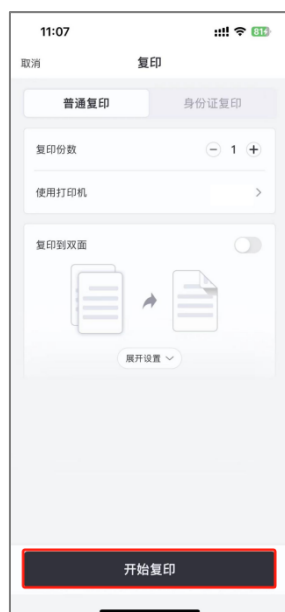 11:07
81
取消
复印
普通复印
身份证复印
复印份数
1
使用打印机
复印到双面
展开设置
开始复印